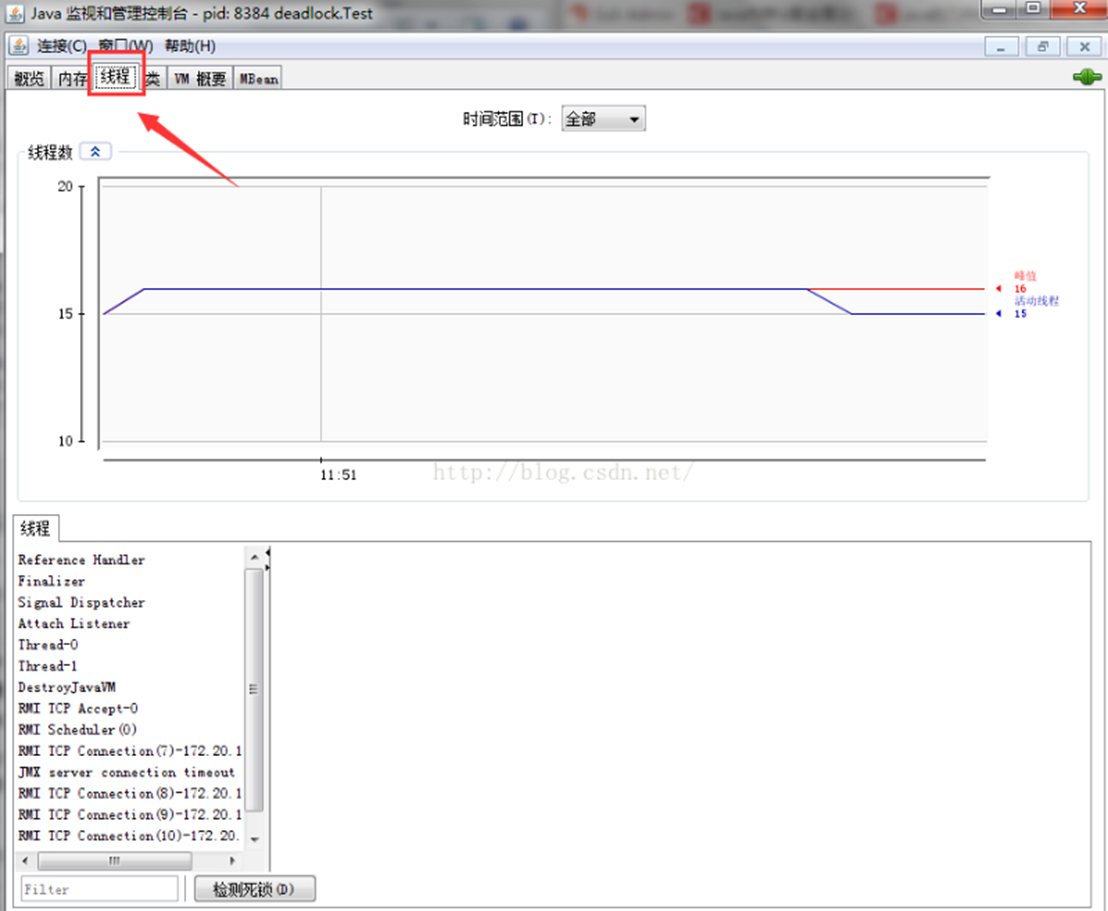 Java 监视和管理控制台 - pid: 8384 deadlock.Test
连接(C) 窗口(W) 帮助(H)
概览 内存 线程 类 VM 概要 MBean
时间范围(T): 全部
线程数
20
峰值
16
活动线程
15
15
10
11:51
http://blog.csdn.net/
线程
Reference Handler
Finalizer
Signal Dispatcher
Attach Listener
Thread-0
Thread-1
DestroyJavaVM
RMI TCP Accept-0
RMI Scheduler(0)
RMI TCP Connection(7)-172.20.1
JMX server connection timeout
RMI TCP Connection(8)-172.20.1
RMI TCP Connection(9)-172.20.1
RMI TCP Connection(10)-172.20.
Filter 检测死锁(D)